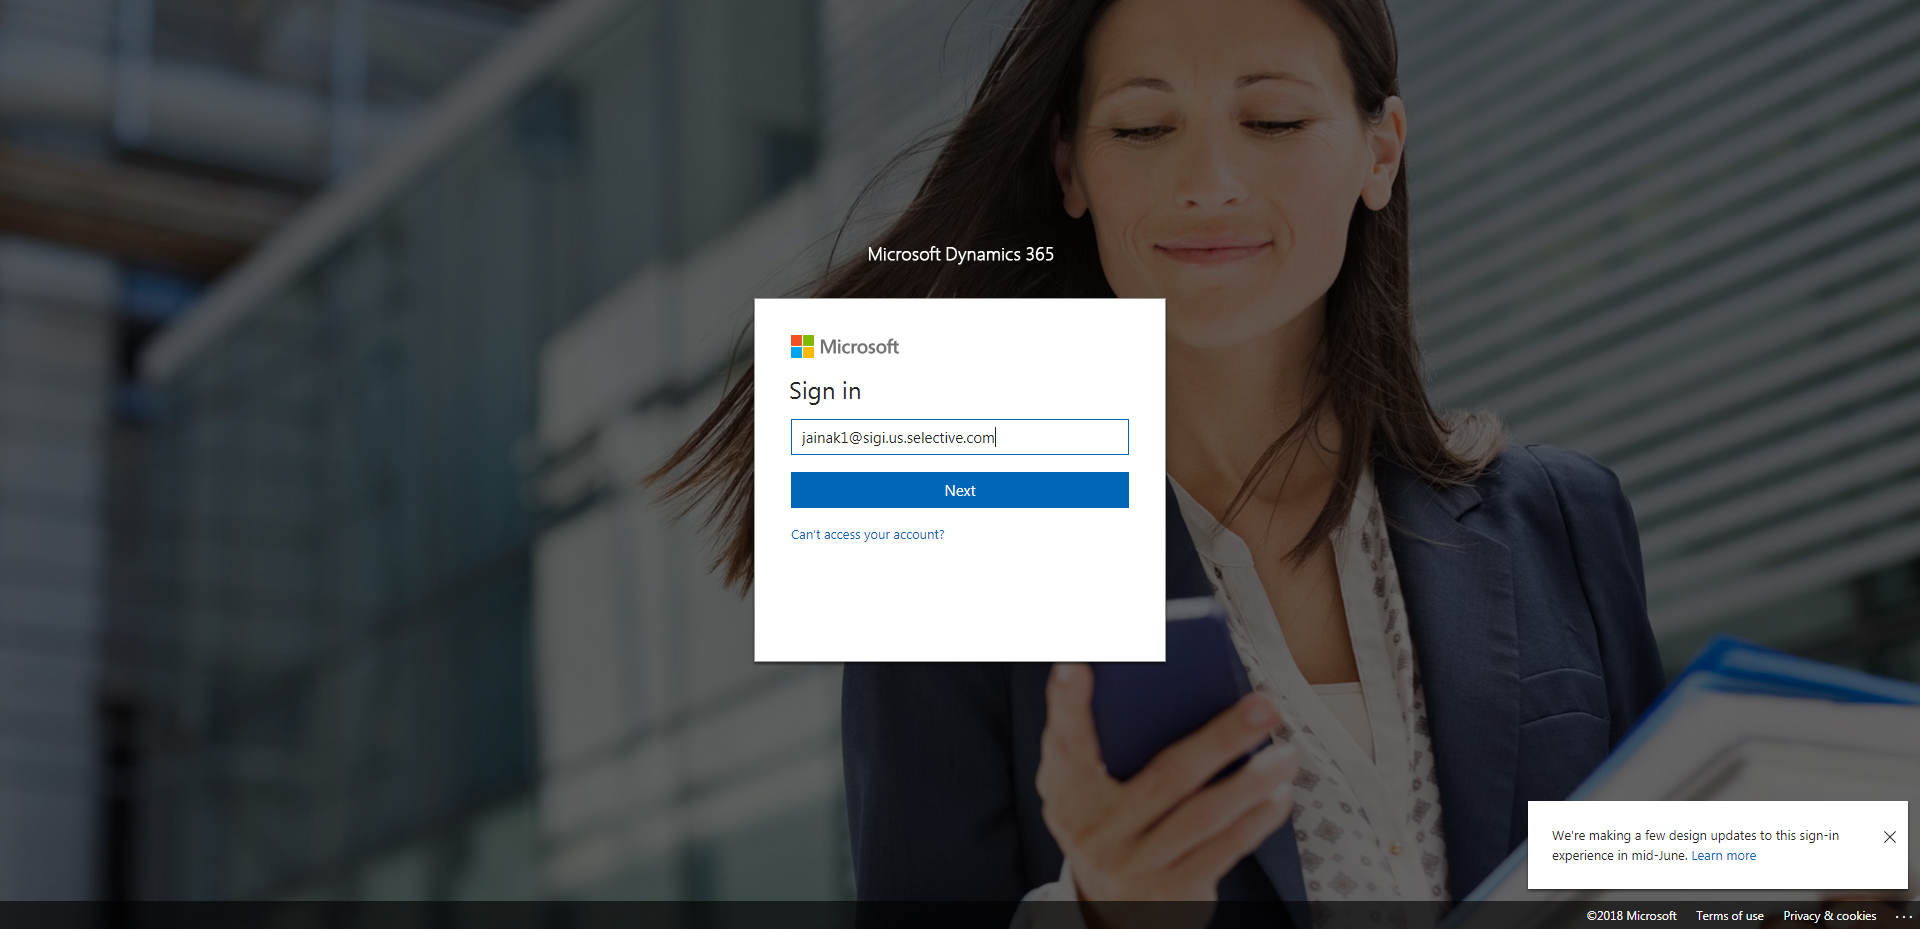 Microsoft Dynamics 365
Microsoft
Sign in
jainak1@sigi.us.selective.com
Next
Can't access your account?
We're making a few design updates to this sign-in
experience in mid-June. Learn more
©2018 Microsoft Terms of use Privacy & cookies ...